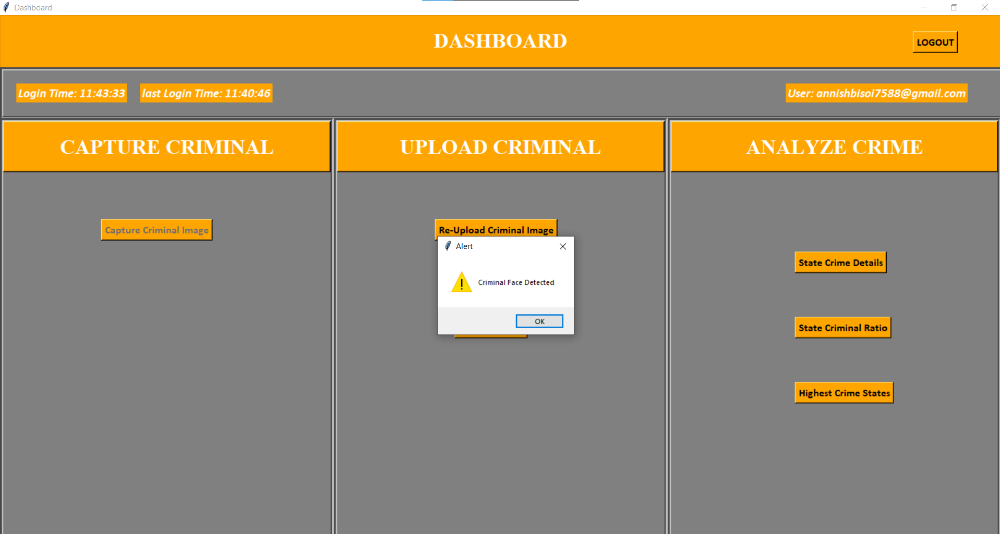 Dashboard
DASHBOARD
LOGOUT
Login Time: 11:43:33
last Login Time: 11:40:46
User: annishbisoi7588@gmail.com
CAPTURE CRIMINAL
UPLOAD CRIMINAL
ANALYZE CRIME
Capture Criminal Image
Re-Upload Criminal Image
Alert
Criminal Face Detected
OK
State Crime Details
State Criminal Ratio
Highest Crime States